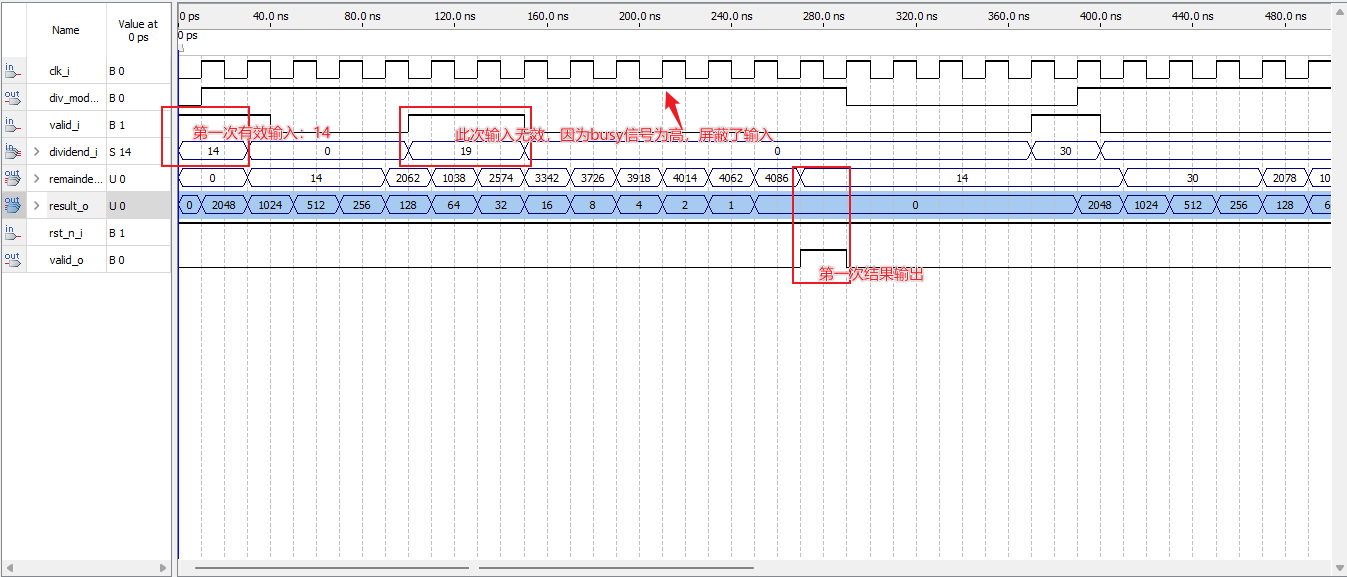 Name
Value at
0 ps
0 ps 40.0 ns 80.0 ns 120.0 ns 160.0 ns 200.0 ns 240.0 ns 280.0 ns 320.0 ns 360.0 ns 400.0 ns 440.0 ns 480.0 ns
0 ps
in clk_i B 0
out div_mod... B 0
in valid_i B 1
第一次有效输入：14
此次输入无效，因为busy信号为高，屏蔽了输入
in > dividend_i S 14 14 0 19 0 30
out > remainde... U 0 0 14 2062 1038 2574 3342 3726 3918 4014 4062 4086 14 30 2078 10
out > result_o U 0 0 2048 1024 512 256 128 64 32 16 8 4 2 1 0 2048 1024 512 256 128 6
in rst_n_i B 1
out valid_o B 0
第一次结果输出